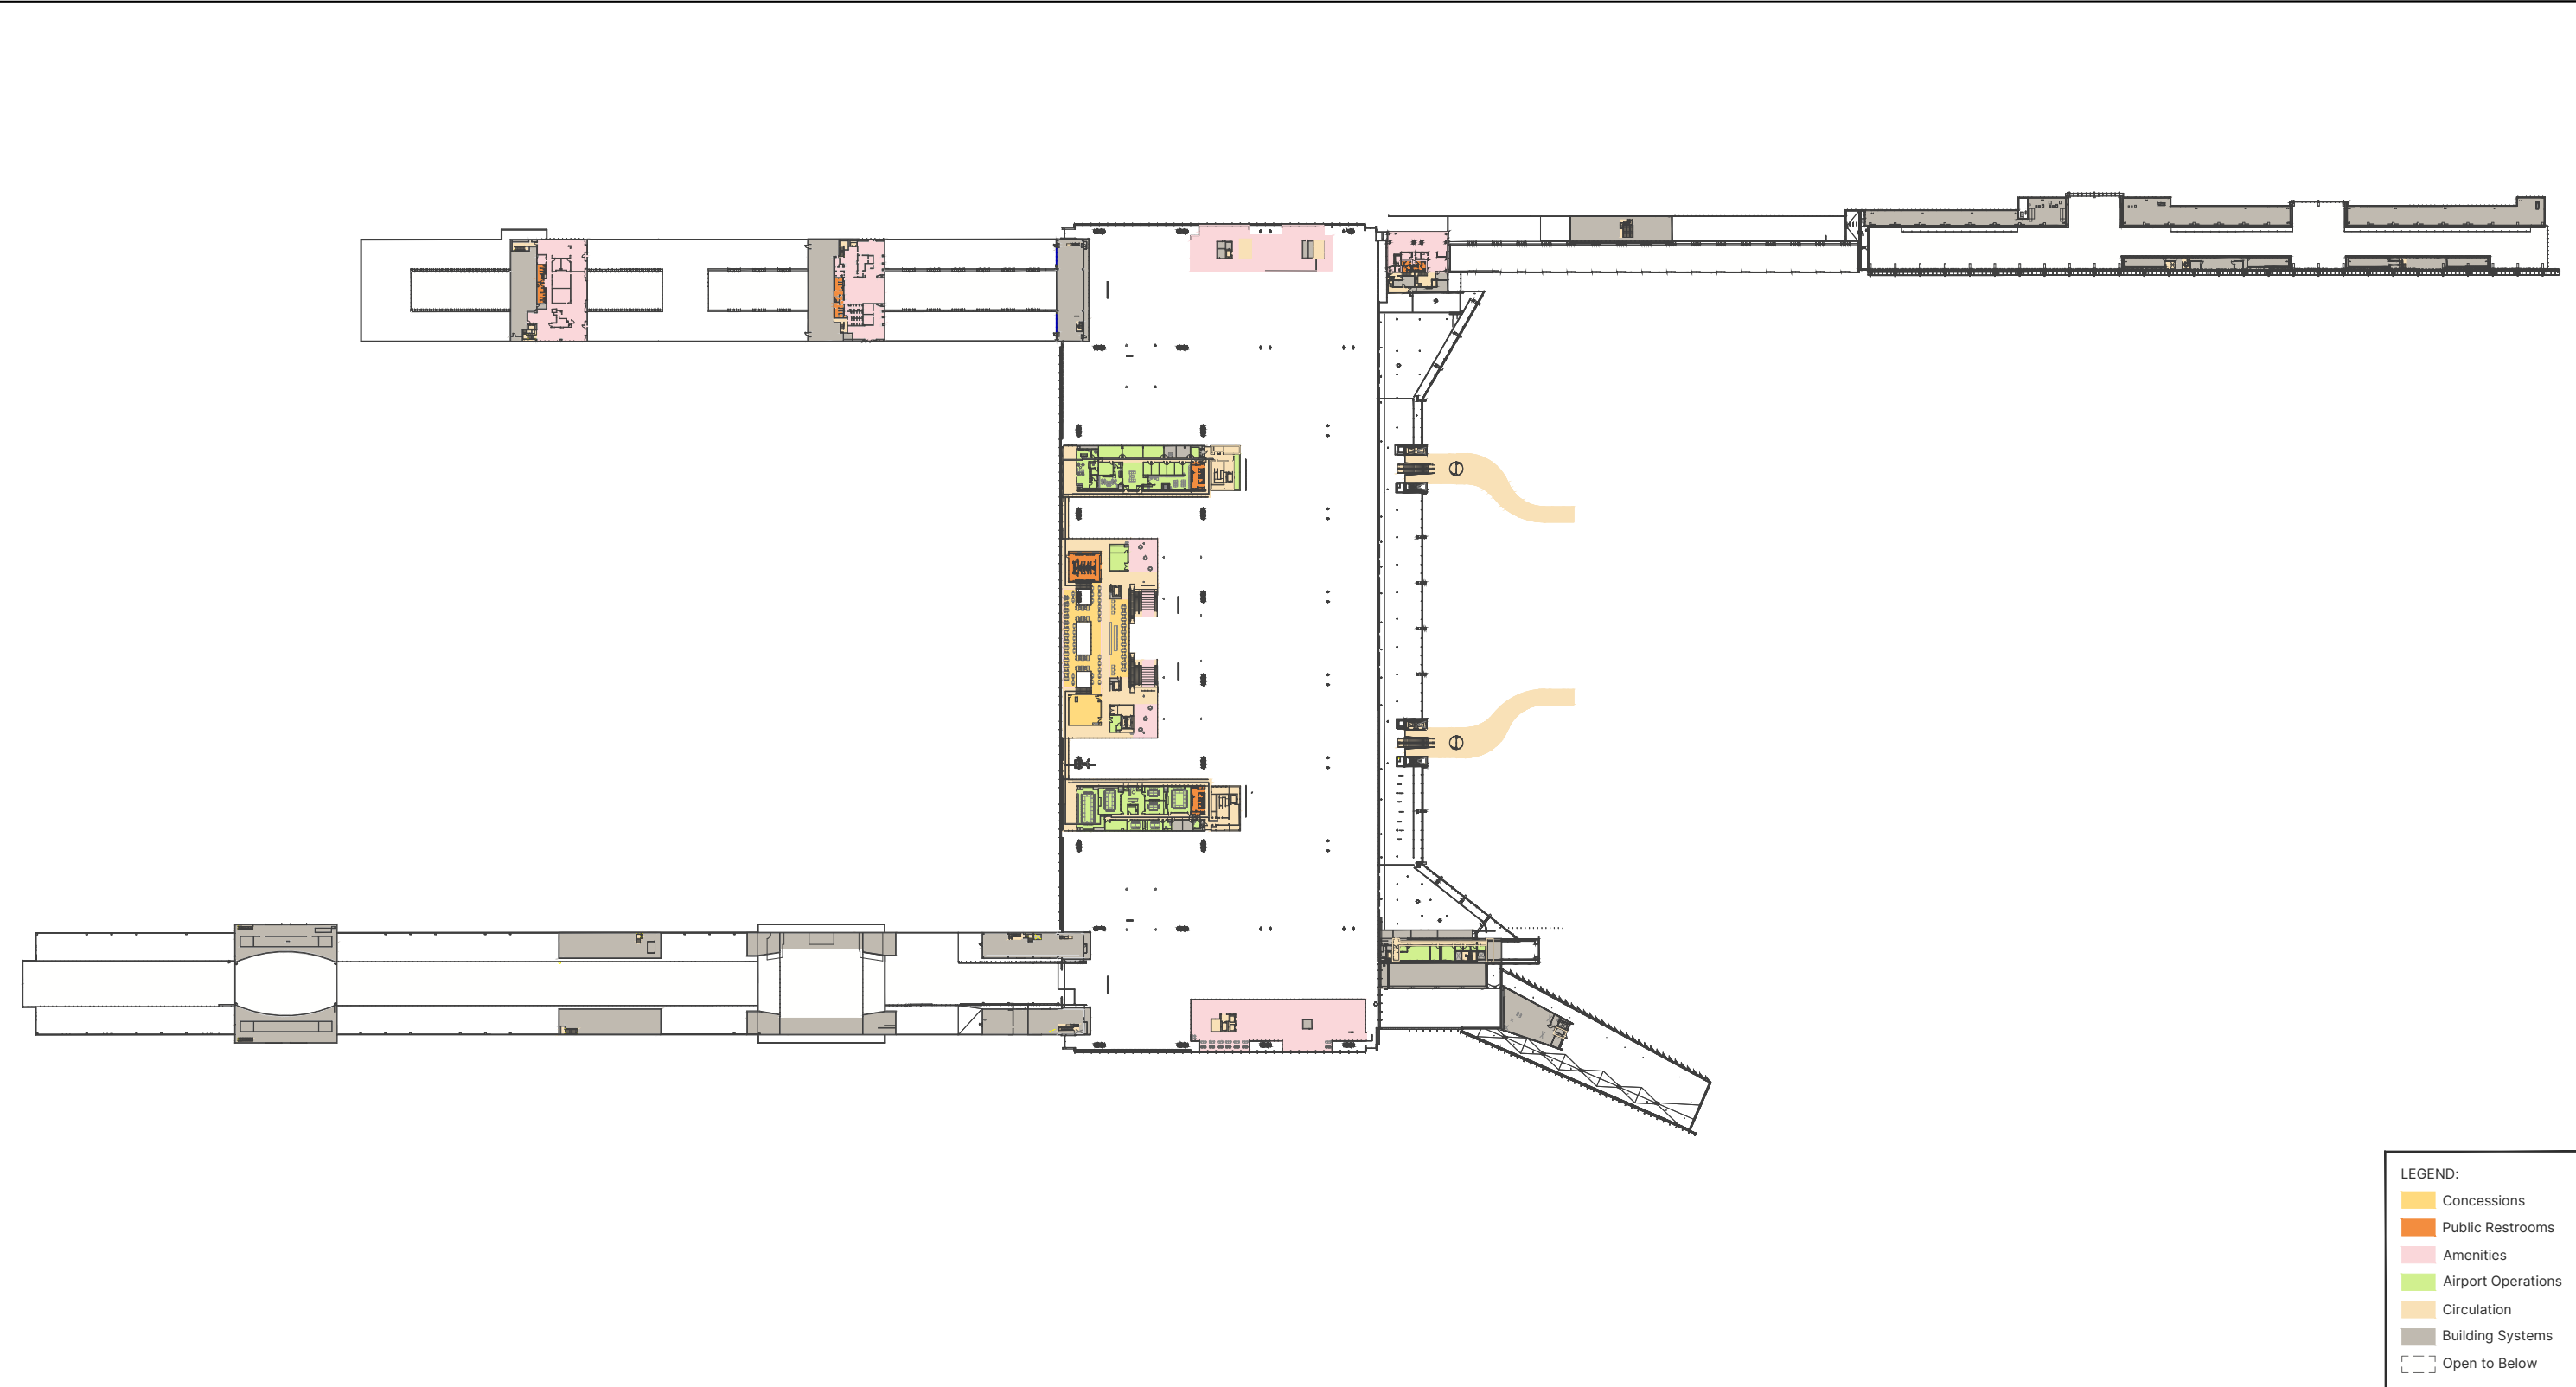 LEGEND:
Concessions
Public Restrooms
Amenities
Airport Operations
Circulation
Building Systems
Open to Below